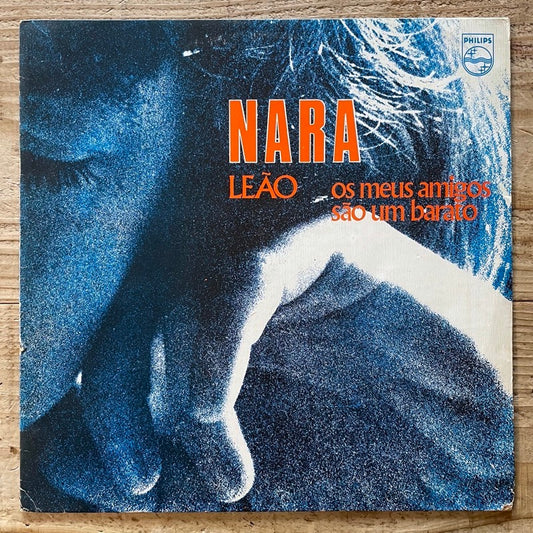 PHILIPS
NARA
LEÃO os meus amigos
são um barato